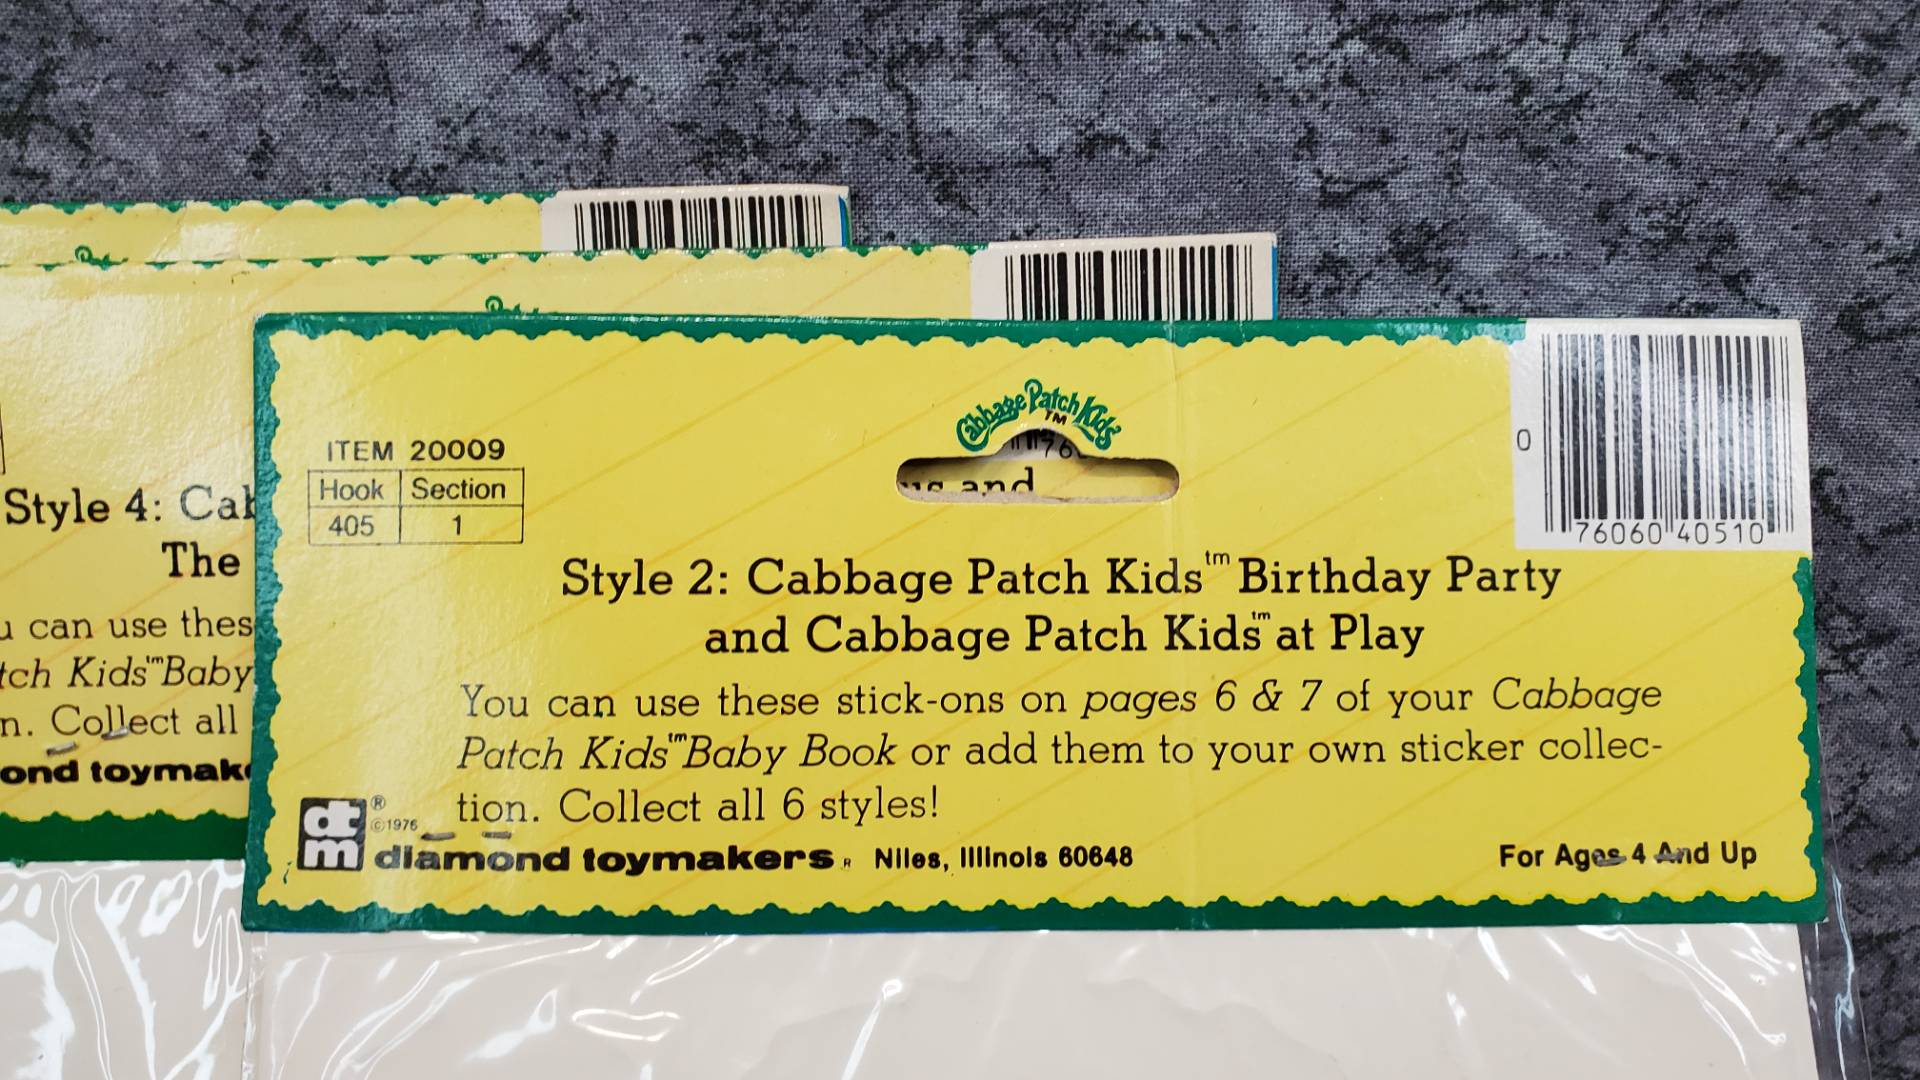 Cabbage Patch Kids
TM
76
and
ITEM 20009
Hook Section
405 1
0
76060 40510
Style 2: Cabbage Patch Kids™ Birthday Party
and Cabbage Patch Kids™ at Play
You can use these stick-ons on pages 6 & 7 of your Cabbage
Patch Kids™ Baby Book or add them to your own sticker collec-
tion. Collect all 6 styles!
dtm ® ©1976
diamond toymakers R Niles, Illinois 60648
For Ages 4 And Up
Style 4: Cab
The
u can use thes
tch Kids™ Baby
n. Collect all
ond toymake